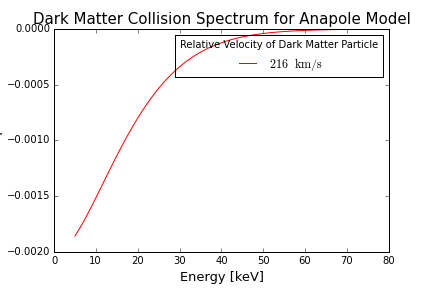 Dark Matter Collision Spectrum for Anapole Model
0.0000
−0.0005
−0.0010
−0.0015
−0.0020
Relative Velocity of Dark Matter Particle
216 km/s
0 10 20 30 40 50 60 70 80
Energy [keV]